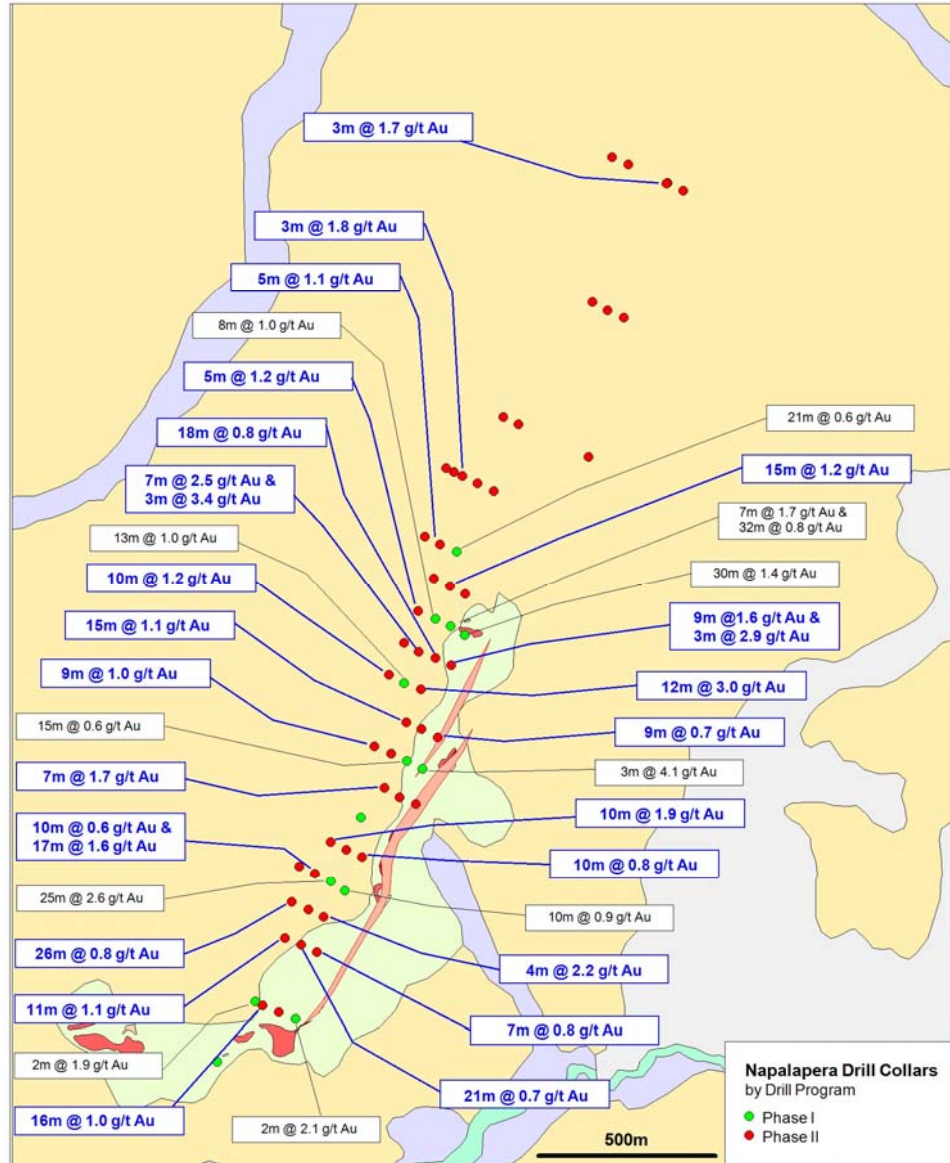 3m @ 1.7 g/t Au
3m @ 1.8 g/t Au
5m @ 1.1 g/t Au
8m @ 1.0 g/t Au
5m @ 1.2 g/t Au
21m @ 0.6 g/t Au
18m @ 0.8 g/t Au
15m @ 1.2 g/t Au
7m @ 2.5 g/t Au &
3m @ 3.4 g/t Au
7m @ 1.7 g/t Au &
32m @ 0.8 g/t Au
13m @ 1.0 g/t Au
10m @ 1.2 g/t Au
30m @ 1.4 g/t Au
15m @ 1.1 g/t Au
9m @1.6 g/t Au &
3m @ 2.9 g/t Au
9m @ 1.0 g/t Au
12m @ 3.0 g/t Au
15m @ 0.6 g/t Au
9m @ 0.7 g/t Au
7m @ 1.7 g/t Au
3m @ 4.1 g/t Au
10m @ 0.6 g/t Au &
17m @ 1.6 g/t Au
10m @ 1.9 g/t Au
10m @ 0.8 g/t Au
25m @ 2.6 g/t Au
10m @ 0.9 g/t Au
26m @ 0.8 g/t Au
4m @ 2.2 g/t Au
11m @ 1.1 g/t Au
7m @ 0.8 g/t Au
2m @ 1.9 g/t Au
21m @ 0.7 g/t Au
16m @ 1.0 g/t Au
2m @ 2.1 g/t Au
500m
Napalapera Drill Collars
by Drill Program
Phase I
Phase II